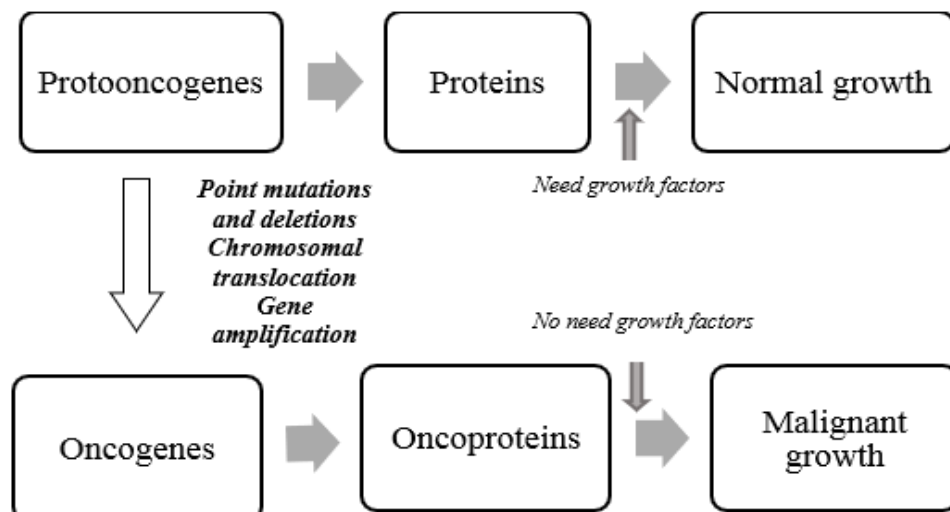 Protooncogenes
Proteins
Normal growth
Need growth factors
Point mutations
and deletions
Chromosomal
translocation
Gene
amplification
No need growth factors
Oncogenes
Oncoproteins
Malignant
growth